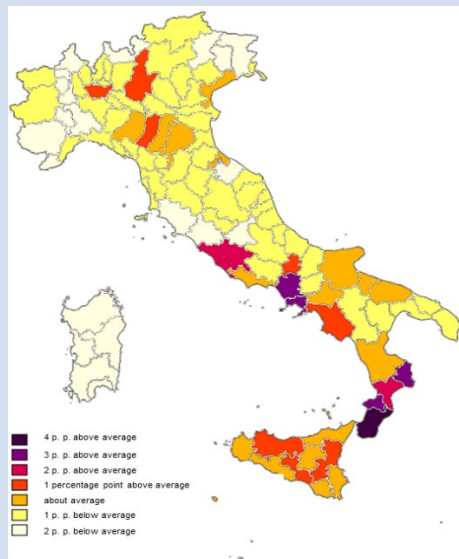 4 p. p. above average
3 p. p. above average
2 p. p. above average
1 percentage point above average
about average
1 p. p. below average
2 p. p. below average